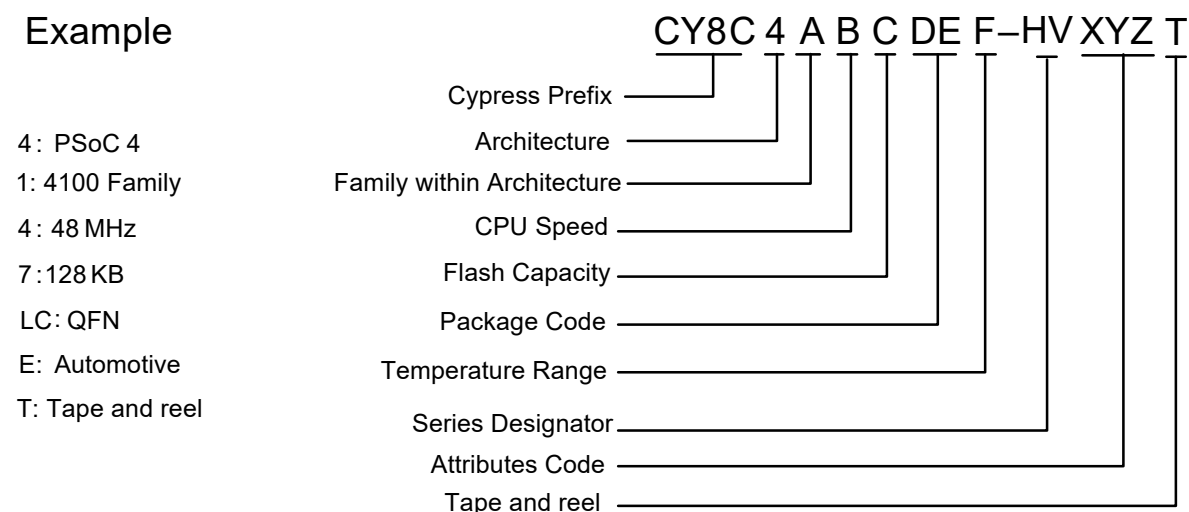 Example CY8C 4 A B C DE F–HV XYZ T
Cypress Prefix
4: PSoC 4 Architecture
1: 4100 Family Family within Architecture
4: 48 MHz CPU Speed
7:128 KB Flash Capacity
LC: QFN Package Code
E: Automotive Temperature Range
T: Tape and reel Series Designator
Attributes Code
Tape and reel